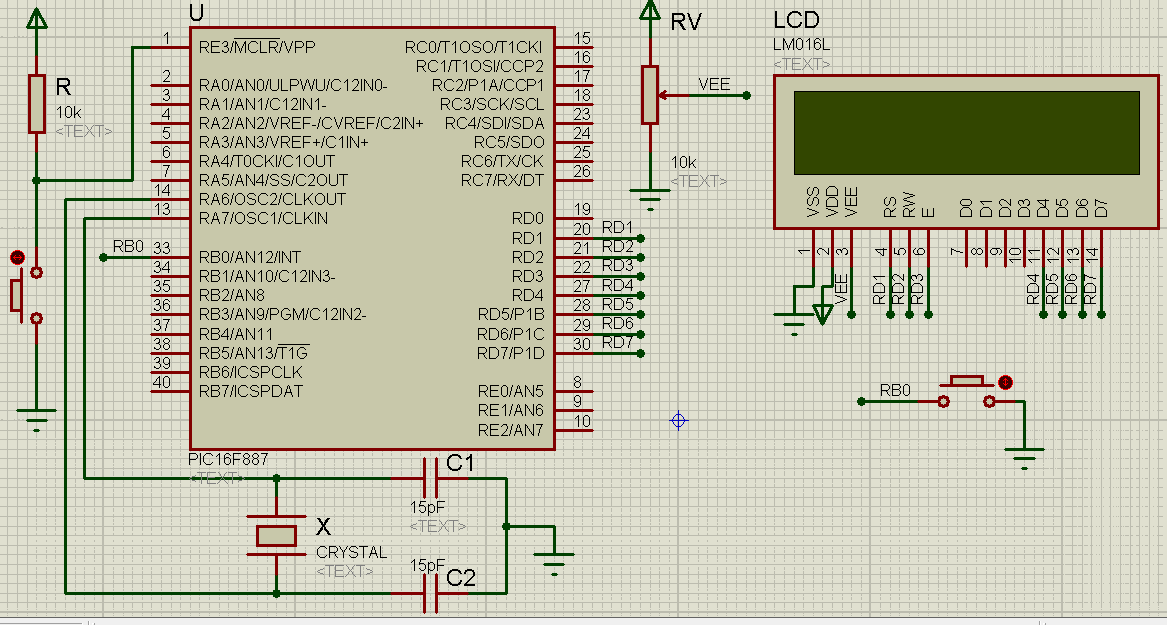 U
1
RE3/MCLR/VPP
2
RA0/AN0/ULPWU/C12IN0-
3
RA1/AN1/C12IN1-
4
RA2/AN2/VREF-/CVREF/C2IN+
5
RA3/AN3/VREF+/C1IN+
6
RA4/T0CKI/C1OUT
7
RA5/AN4/SS/C2OUT
14
RA6/OSC2/CLKOUT
13
RA7/OSC1/CLKIN
RB0
33
RB0/AN12/INT
34
RB1/AN10/C12IN3-
35
RB2/AN8
36
RB3/AN9/PGM/C12IN2-
37
RB4/AN11
38
RB5/AN13/T1G
39
RB6/ICSPCLK
40
RB7/ICSPDAT
RC0/T1OSO/T1CKI
15
RC1/T1OSI/CCP2
16
RC2/P1A/CCP1
17
RC3/SCK/SCL
18
RC4/SDI/SDA
23
RC5/SDO
24
RC6/TX/CK
25
RC7/RX/DT
26
RD0
19
RD1
20
RD1
RD2
21
RD2
RD3
22
RD3
RD4
27
RD4
RD5/P1B
28
RD5
RD6/P1C
29
RD6
RD7/P1D
30
RD7
RE0/AN5
8
RE1/AN6
9
RE2/AN7
10
PIC16F887
<TEXT>
R
10k
<TEXT>
RV
VEE
10k
<TEXT>
LCD
LM016L
<TEXT>
VSS
VDD
VEE
RS
RW
E
D0
D1
D2
D3
D4
D5
D6
D7
1
2
3
4
5
6
7
8
9
10
11
12
13
14
VEE
RD1
RD2
RD3
RD4
RD5
RD6
RD7
RB0
C1
15pF
<TEXT>
X
CRYSTAL
<TEXT>
15pF
C2